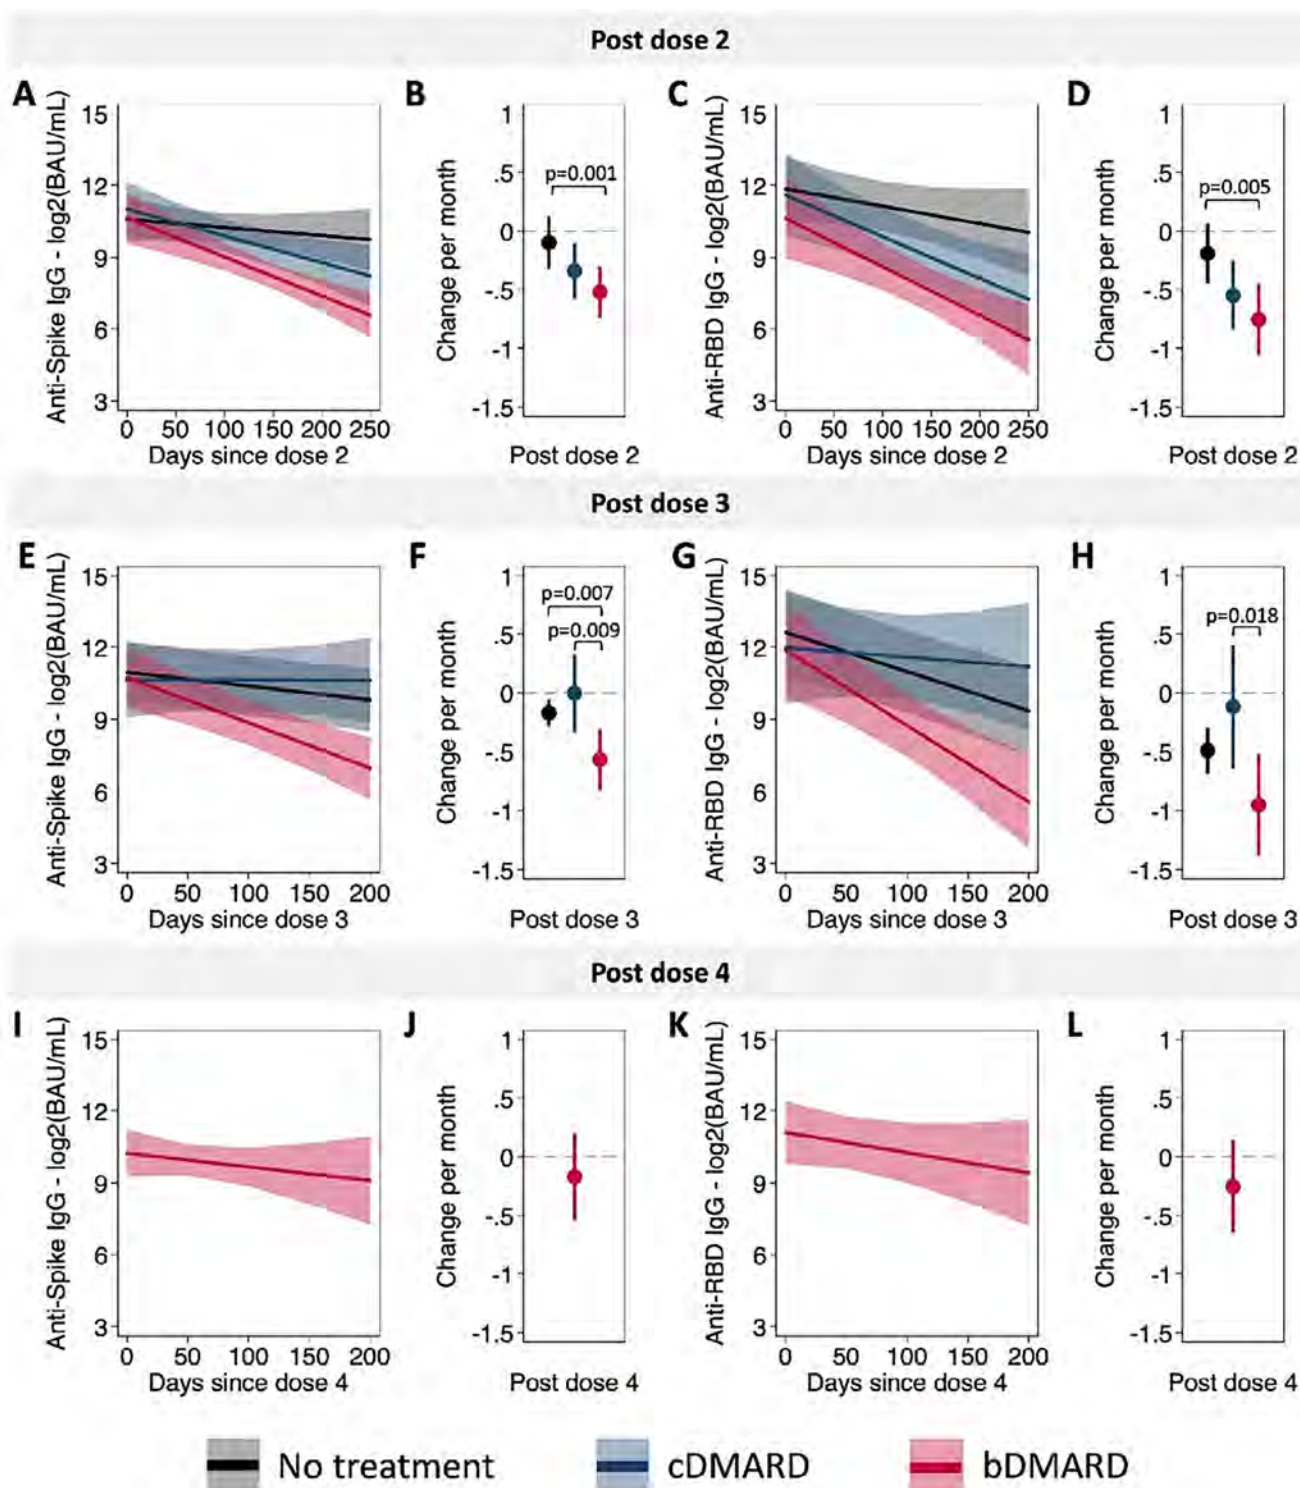 Post dose 2
A
B
C
D
Anti-Spike IgG - log2(BAU/mL)
15
12
9
6
3
0 50 100 150 200 250
Days since dose 2
Change per month
1
.5
0
-.5
-1
-1.5
p=0.001
Post dose 2
Anti-RBD IgG - log2(BAU/mL)
15
12
9
6
3
0 50 100 150 200 250
Days since dose 2
Change per month
1
.5
0
-.5
-1
-1.5
p=0.005
Post dose 2
Post dose 3
E
F
G
H
Anti-Spike IgG - log2(BAU/mL)
15
12
9
6
3
0 50 100 150 200
Days since dose 3
Change per month
1
.5
0
-.5
-1
-1.5
p=0.007
p=0.009
Post dose 3
Anti-RBD IgG - log2(BAU/mL)
15
12
9
6
3
0 50 100 150 200
Days since dose 3
Change per month
1
.5
0
-.5
-1
-1.5
p=0.018
Post dose 3
Post dose 4
I
J
K
L
Anti-Spike IgG - log2(BAU/mL)
15
12
9
6
3
0 50 100 150 200
Days since dose 4
Change per month
1
.5
0
-.5
-1
-1.5
Post dose 4
Anti-RBD IgG - log2(BAU/mL)
15
12
9
6
3
0 50 100 150 200
Days since dose 4
Change per month
1
.5
0
-.5
-1
-1.5
Post dose 4
No treatment
cDMARD
bDMARD